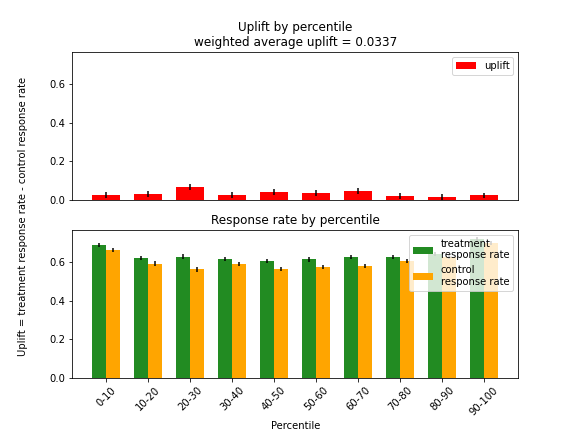 Uplift by percentile
weighted average uplift = 0.0337
uplift
0.6
0.4
0.2
0.0
Uplift = treatment response rate - control response rate
Response rate by percentile
treatment
response rate
control
response rate
0.6
0.4
0.2
0.0
0-10
10-20
20-30
30-40
40-50
50-60
60-70
70-80
80-90
90-100
Percentile